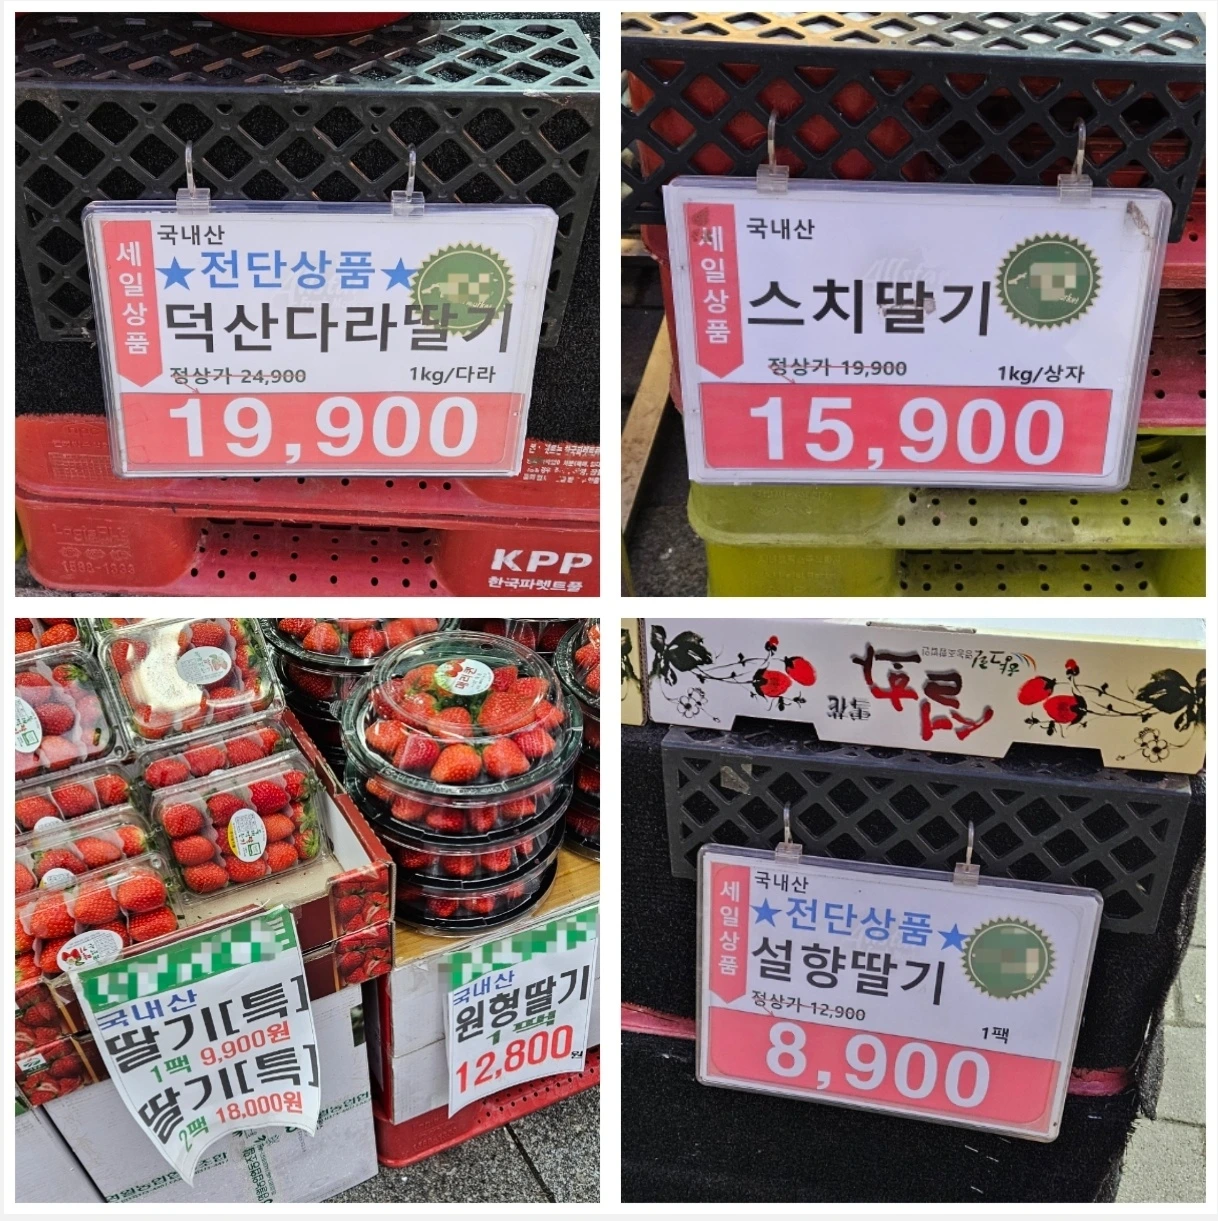 세일상품
국내산
★전단상품★
덕산다라딸기
정상가 24,900
1kg/다라
19,900
KPP
한국파렛트풀
세일상품
국내산
스치딸기
정상가 19,900
1kg/상자
15,900
국내산
딸기[특]
1팩 9,900원
딸기[특]
2팩 18,000원
국내산
원형딸기
1팩
12,800원
설향
雪香
세일상품
국내산
★전단상품★
설향딸기
정상가 12,900
1팩
8,900